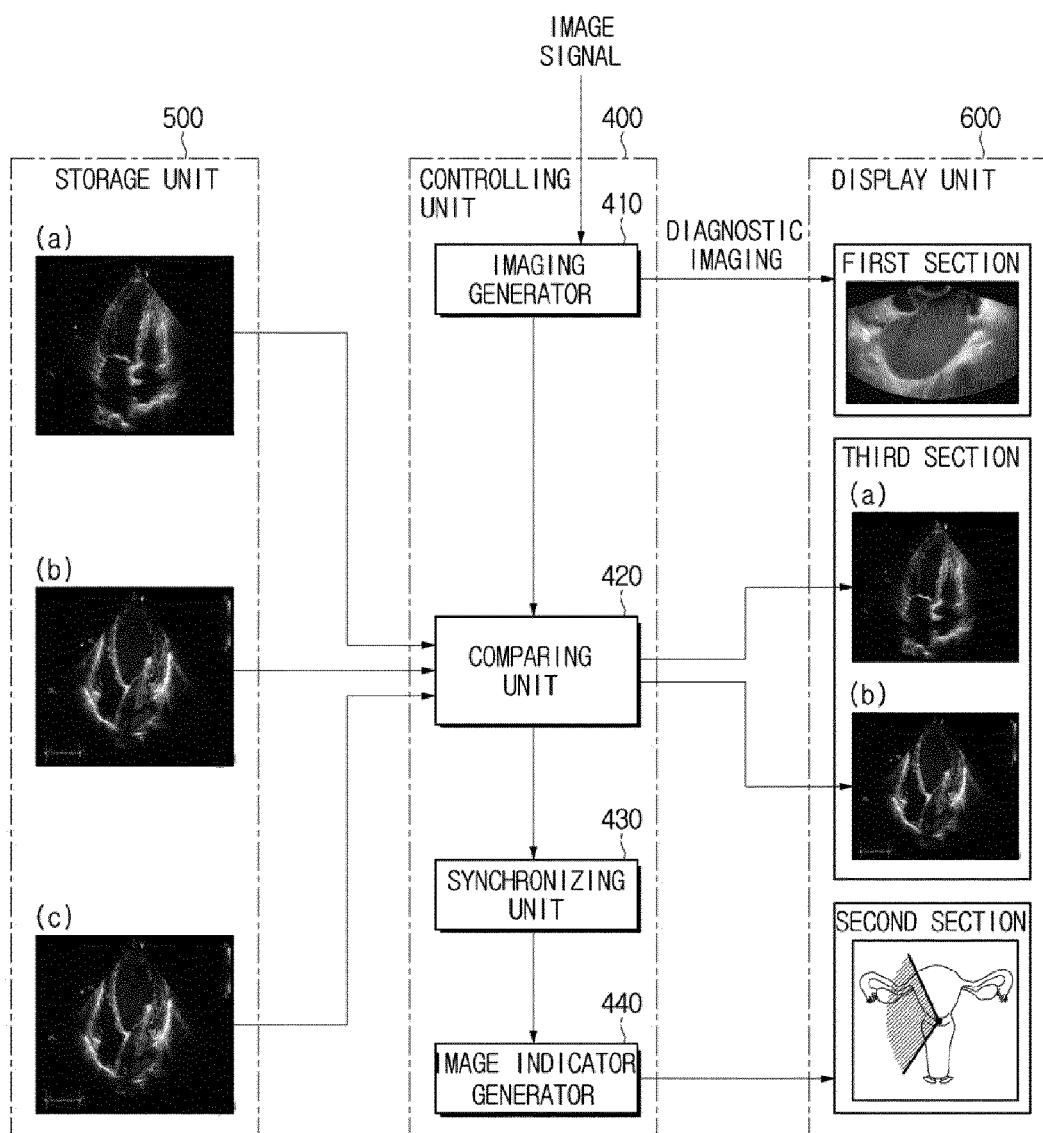 IMAGE
SIGNAL
500
400
600
STORAGE UNIT
CONTROLLING
UNIT
DISPLAY UNIT
(a)
410
IMAGING
GENERATOR
DIAGNOSTIC
IMAGING
FIRST SECTION
THIRD SECTION
(a)
(b)
420
COMPARING
UNIT
(b)
430
SYNCHRONIZING
UNIT
(c)
SECOND SECTION
440
IMAGE INDICATOR
GENERATOR